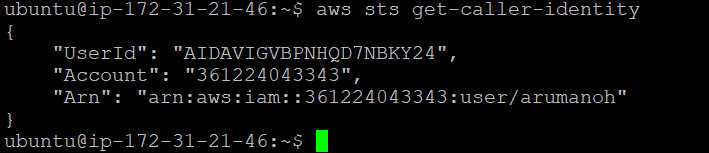 ubuntu@ip-172-31-21-46:~$ aws sts get-caller-identity
{
    "UserId": "AIDAVIGVBPNHQD7NBKY24",
    "Account": "361224043343",
    "Arn": "arn:aws:iam::361224043343:user/arumanoh"
}
ubuntu@ip-172-31-21-46:~$